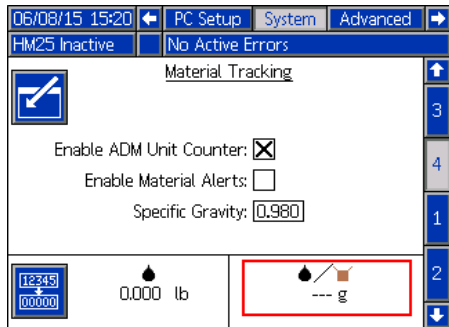 06/08/15 15:20 PC Setup System Advanced
HM25 Inactive No Active Errors
Material Tracking
3
Enable ADM Unit Counter:
4
Enable Material Alerts:
Specific Gravity: 0.980
1
2
12345
00000
0.000 lb
--- g